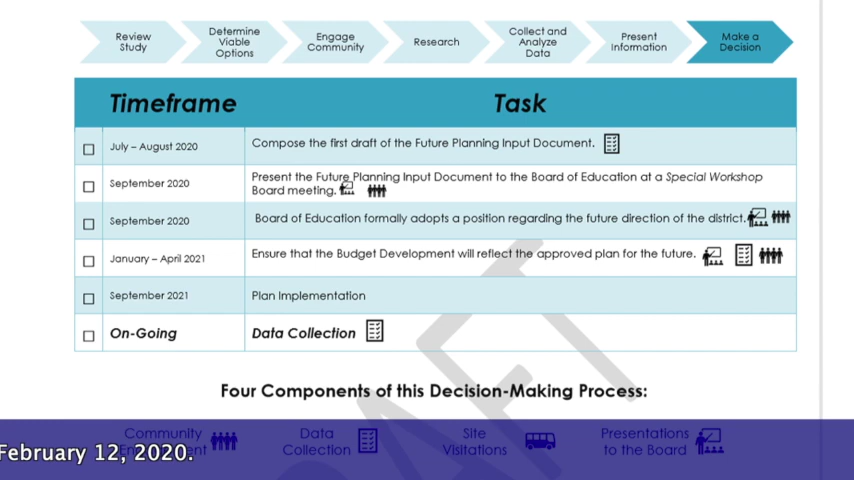 Review Study
Determine Viable Options
Engage Community
Research
Collect and Analyze Data
Present Information
Make a Decision
Timeframe Task
July – August 2020 Compose the first draft of the Future Planning Input Document.
September 2020 Present the Future Planning Input Document to the Board of Education at a Special Workshop
Board meeting.
September 2020 Board of Education formally adopts a position regarding the future direction of the district.
January – April 2021 Ensure that the Budget Development will reflect the approved plan for the future.
September 2021 Plan Implementation
On-Going Data Collection
Four Components of this Decision-Making Process:
Community
Data Collection
Site Visitations
Presentations to the Board
February 12, 2020.
DRAFT